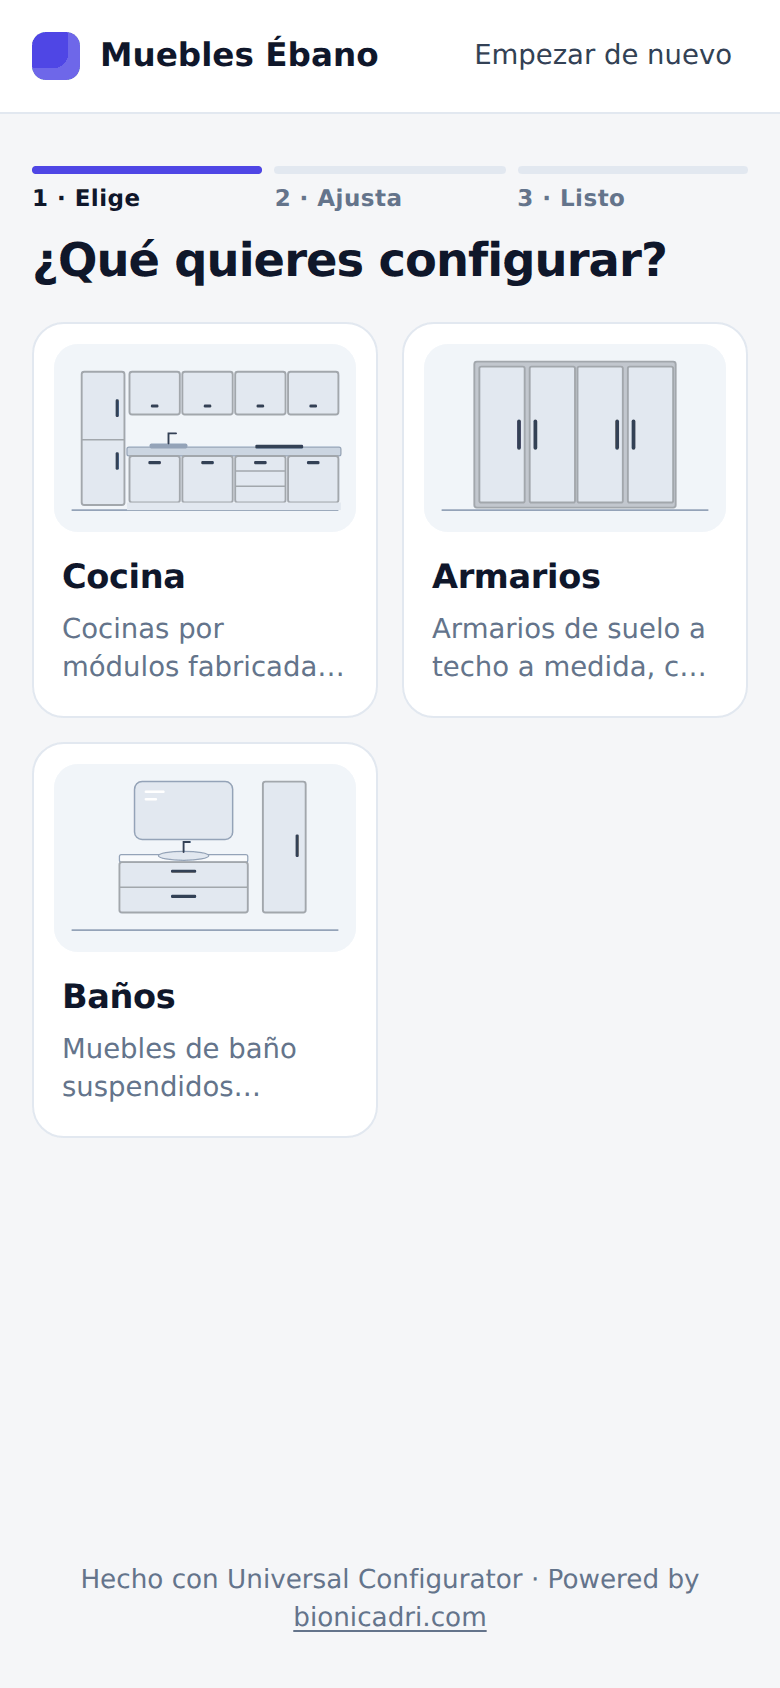 Muebles Ébano
Empezar de nuevo
1 · Elige
2 · Ajusta
3 · Listo
¿Qué quieres configurar?
Cocina
Cocinas por
módulos fabricada…
Armarios
Armarios de suelo a
techo a medida, c…
Baños
Muebles de baño
suspendidos…
Hecho con Universal Configurator · Powered by
bionicadri.com